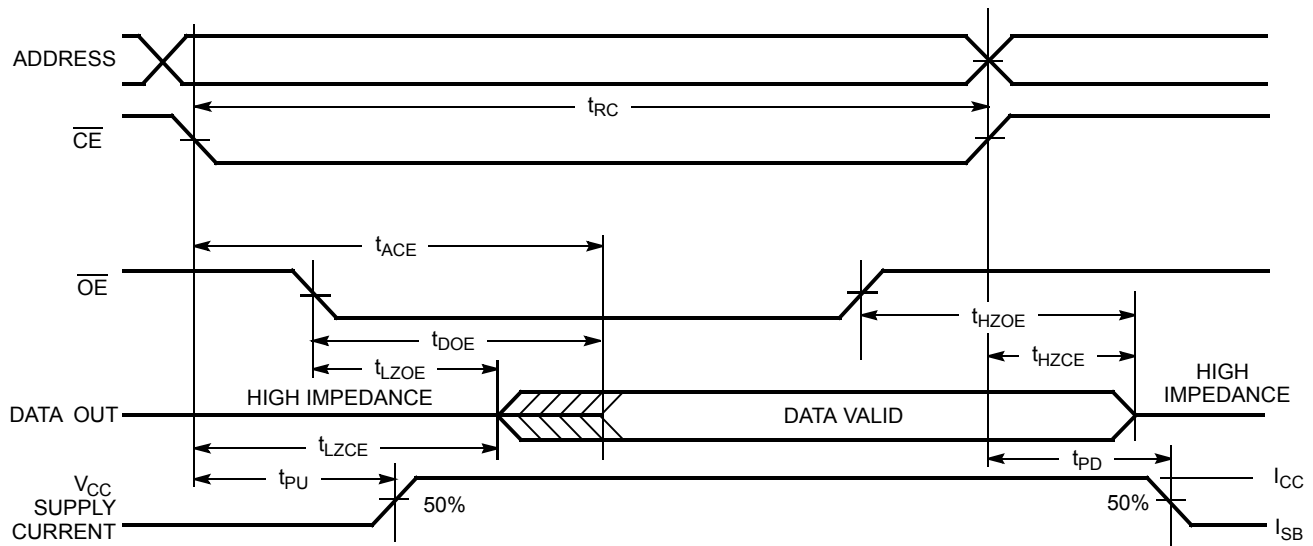 ADDRESS
tRC
CE
tACE
OE
tHZOE
tDOE
tHZCE
tLZOE
HIGH IMPEDANCE
HIGH
IMPEDANCE
DATA OUT
DATA VALID
tLZCE
tPD
tPU
VCC
SUPPLY
CURRENT
50%
50%
ICC
ISB